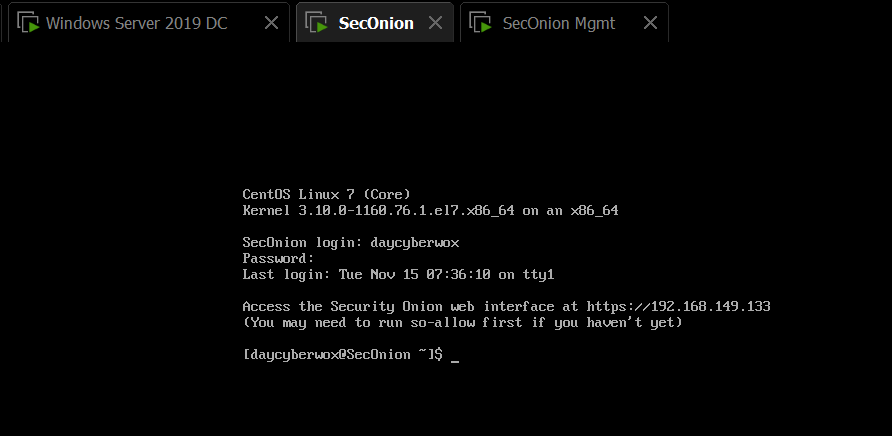 Windows Server 2019 DC
SecOnion
SecOnion Mgmt
CentOS Linux 7 (Core)
Kernel 3.10.0-1160.76.1.el7.x86_64 on an x86_64
SecOnion login: daycyberwox
Password:
Last login: Tue Nov 15 07:36:10 on tty1
Access the Security Onion web interface at https://192.168.149.133
(You may need to run so-allow first if you haven't yet)
[daycyberwox@SecOnion ~]$ _